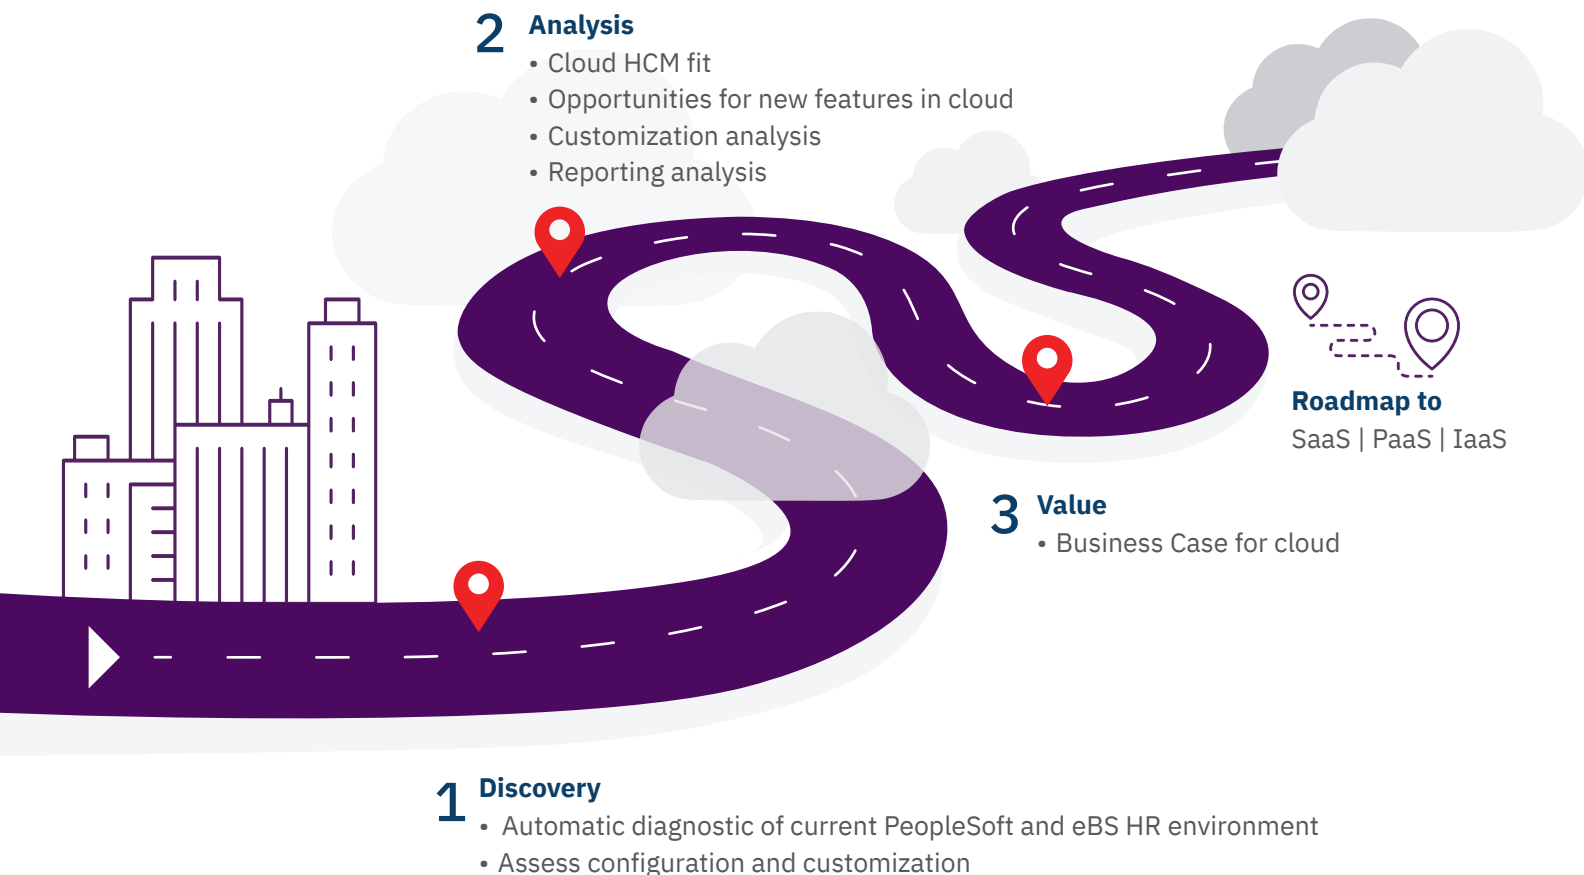 2 Analysis
• Cloud HCM fit
• Opportunities for new features in cloud
• Customization analysis
• Reporting analysis
Roadmap to
SaaS | PaaS | IaaS
3 Value
• Business Case for cloud
1 Discovery
• Automatic diagnostic of current PeopleSoft and eBS HR environment
• Assess configuration and customization